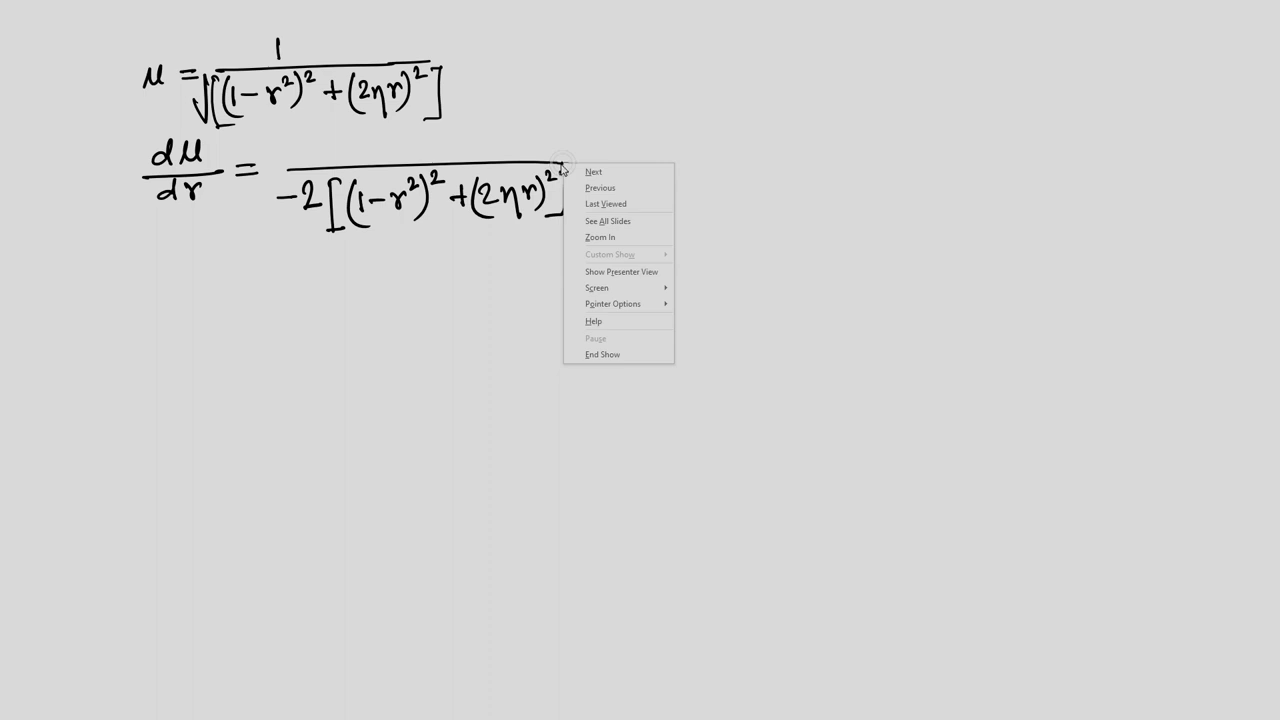 μ = 1/√[(1-r²)² + (2ηr)²]
dμ/dr = /-2[(1-r²)² + (2ηr)²]
Next
Previous
Last Viewed
See All Slides
Zoom In
Custom Show
Show Presenter View
Screen
Pointer Options
Help
Pause
End Show